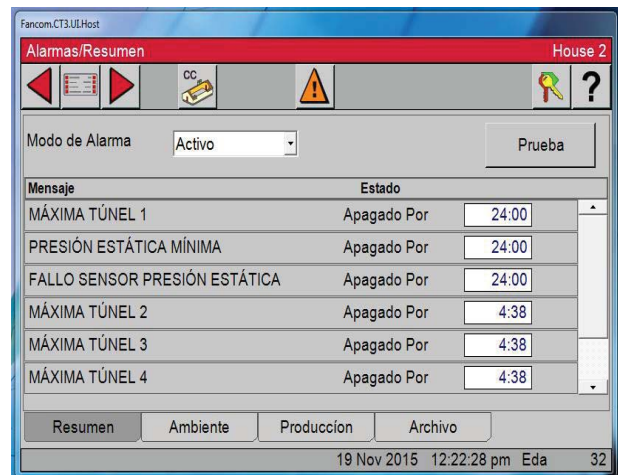 Fancom.CT3.UI.Host
Alarmas/Resumen House 2
CC
?
Modo de Alarma Activo Prueba
Mensaje Estado
MÁXIMA TÚNEL 1 Apagado Por 24:00
PRESIÓN ESTÁTICA MÍNIMA Apagado Por 24:00
FALLO SENSOR PRESIÓN ESTÁTICA Apagado Por 24:00
MÁXIMA TÚNEL 2 Apagado Por 4:38
MÁXIMA TÚNEL 3 Apagado Por 4:38
MÁXIMA TÚNEL 4 Apagado Por 4:38
Resumen Ambiente Produccíon Archivo
19 Nov 2015 12:22:28 pm Eda 32